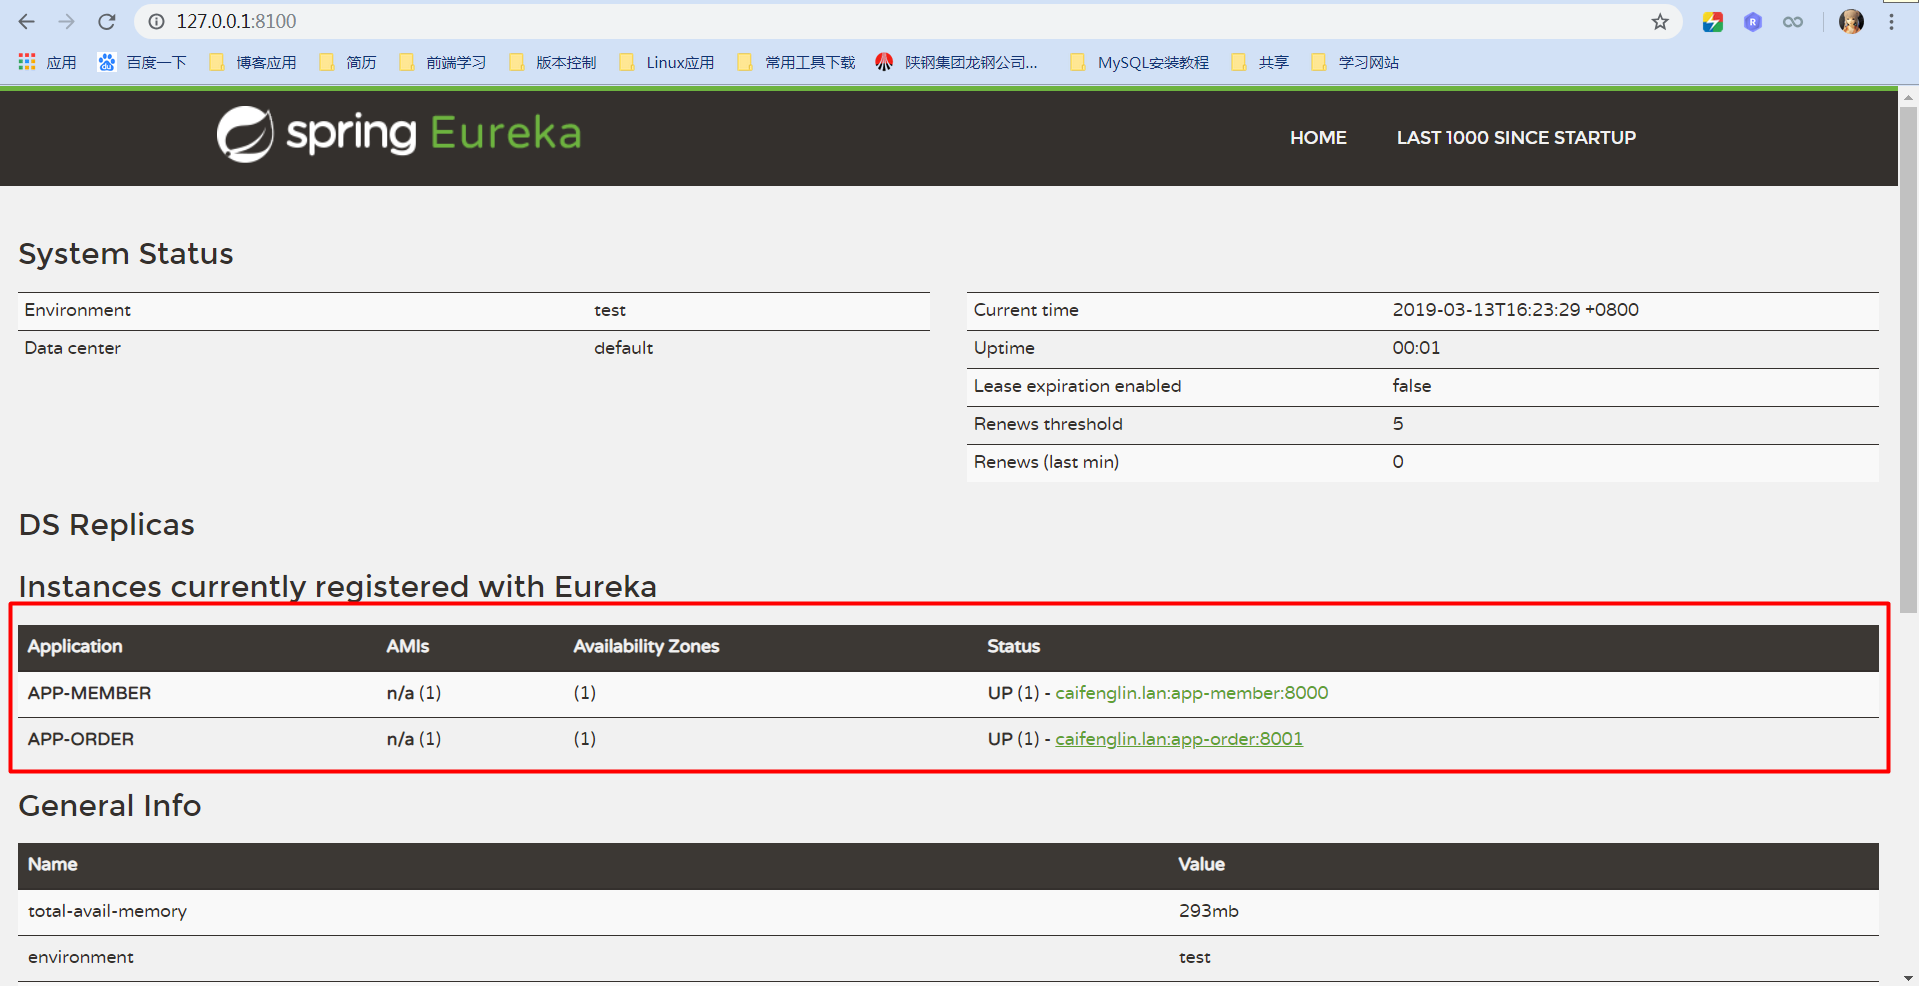 127.0.0.1:8100
应用 百度一下 博客应用 简历 前端学习 版本控制 Linux应用 常用工具下载 陕钢集团龙钢公司... MySQL安装教程 共享 学习网站
spring Eureka HOME LAST 1000 SINCE STARTUP
System Status
Environment test Current time 2019-03-13T16:23:29 +0800
Data center default Uptime 00:01
Lease expiration enabled false
Renews threshold 5
Renews (last min) 0
DS Replicas
Instances currently registered with Eureka
Application AMIs Availability Zones Status
APP-MEMBER n/a (1) (1) UP (1) - caifenglin.lan:app-member:8000
APP-ORDER n/a (1) (1) UP (1) - caifenglin.lan:app-order:8001
General Info
Name Value
total-avail-memory 293mb
environment test